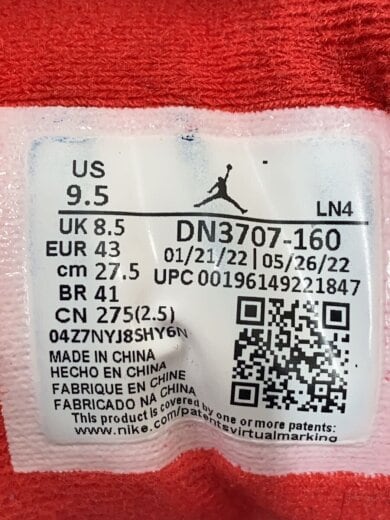 US
9.5
LN4
UK 8.5
EUR 43
cm 27.5
BR 41
CN 275(2.5)
DN3707-160
01/21/22 | 05/26/22
UPC 00196149221847
04Z7NYJ8SHY6N
MADE IN CHINA
HECHO EN CHINA
FABRIQUE EN CHINE
FABRICADO NA CHINA
This product is covered by one or more patents:
www.nike.com/patentsvirtualmarking